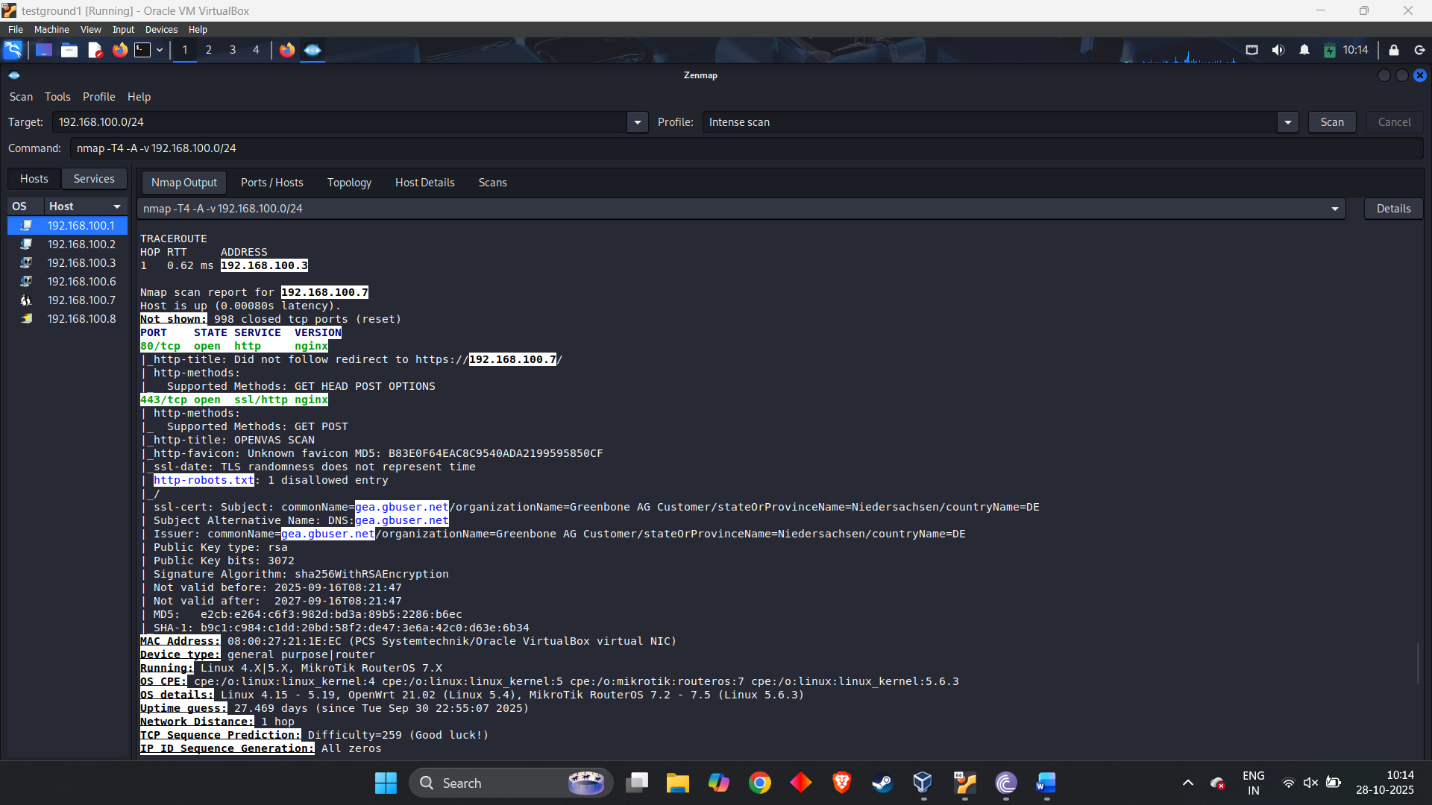 testground1 [Running] - Oracle VM VirtualBox
File Machine View Input Devices Help
1 2 3 4 10:14
Zenmap
Scan Tools Profile Help
Target: 192.168.100.0/24 Profile: Intense scan Scan Cancel
Command: nmap -T4 -A -v 192.168.100.0/24
Hosts Services
Nmap Output Ports / Hosts Topology Host Details Scans
OS Host
nmap -T4 -A -v 192.168.100.0/24 Details
192.168.100.1
192.168.100.2
192.168.100.3
192.168.100.6
192.168.100.7
192.168.100.8
TRACEROUTE
HOP RTT ADDRESS
1 0.62 ms 192.168.100.3
Nmap scan report for 192.168.100.7
Host is up (0.00080s latency).
Not shown: 998 closed tcp ports (reset)
PORT STATE SERVICE VERSION
80/tcp open http nginx
|_http-title: Did not follow redirect to https://192.168.100.7/
| http-methods:
|_ Supported Methods: GET HEAD POST OPTIONS
443/tcp open ssl/http nginx
| http-methods:
|_ Supported Methods: GET POST
|_http-title: OPENVAS SCAN
|_http-favicon: Unknown favicon MD5: B83E0F64EAC8C9540ADA2199595850CF
|_ssl-date: TLS randomness does not represent time
| http-robots.txt: 1 disallowed entry
|_/
| ssl-cert: Subject: commonName=gea.gbuser.net/organizationName=Greenbone AG Customer/stateOrProvinceName=Niedersachsen/countryName=DE
| Subject Alternative Name: DNS:gea.gbuser.net
| Issuer: commonName=gea.gbuser.net/organizationName=Greenbone AG Customer/stateOrProvinceName=Niedersachsen/countryName=DE
| Public Key type: rsa
| Public Key bits: 3072
| Signature Algorithm: sha256WithRSAEncryption
| Not valid before: 2025-09-16T08:21:47
| Not valid after: 2027-09-16T08:21:47
| MD5: e2cb:e264:c6f3:982d:bd3a:89b5:2286:b6ec
|_SHA-1: b9c1:c984:c1dd:20bd:58f2:de47:3e6a:42c0:d63e:6b34
MAC Address: 08:00:27:21:1E:EC (PCS Systemtechnik/Oracle VirtualBox virtual NIC)
Device type: general purpose|router
Running: Linux 4.X|5.X, MikroTik RouterOS 7.X
OS CPE: cpe:/o:linux:linux_kernel:4 cpe:/o:linux:linux_kernel:5 cpe:/o:mikrotik:routeros:7 cpe:/o:linux:linux_kernel:5.6.3
OS details: Linux 4.15 - 5.19, OpenWrt 21.02 (Linux 5.4), MikroTik RouterOS 7.2 - 7.5 (Linux 5.6.3)
Uptime guess: 27.469 days (since Tue Sep 30 22:55:07 2025)
Network Distance: 1 hop
TCP Sequence Prediction: Difficulty=259 (Good luck!)
IP ID Sequence Generation: All zeros
Search
ENG
IN
10:14
28-10-2025